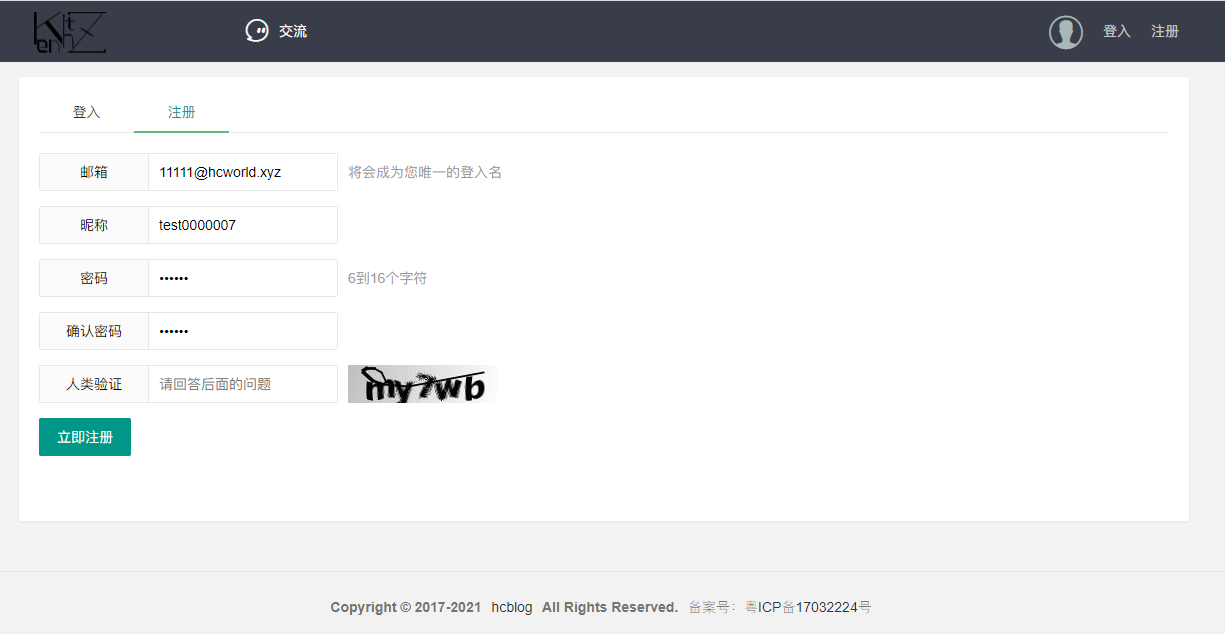 交流 登入 注册
登入 注册
邮箱 11111@hcworld.xyz 将会成为您唯一的登入名
昵称 test0000007
密码 •••••• 6到16个字符
确认密码 ••••••
人类验证 请回答后面的问题
立即注册
Copyright © 2017-2021 hcblog All Rights Reserved. 备案号：粤ICP备17032224号